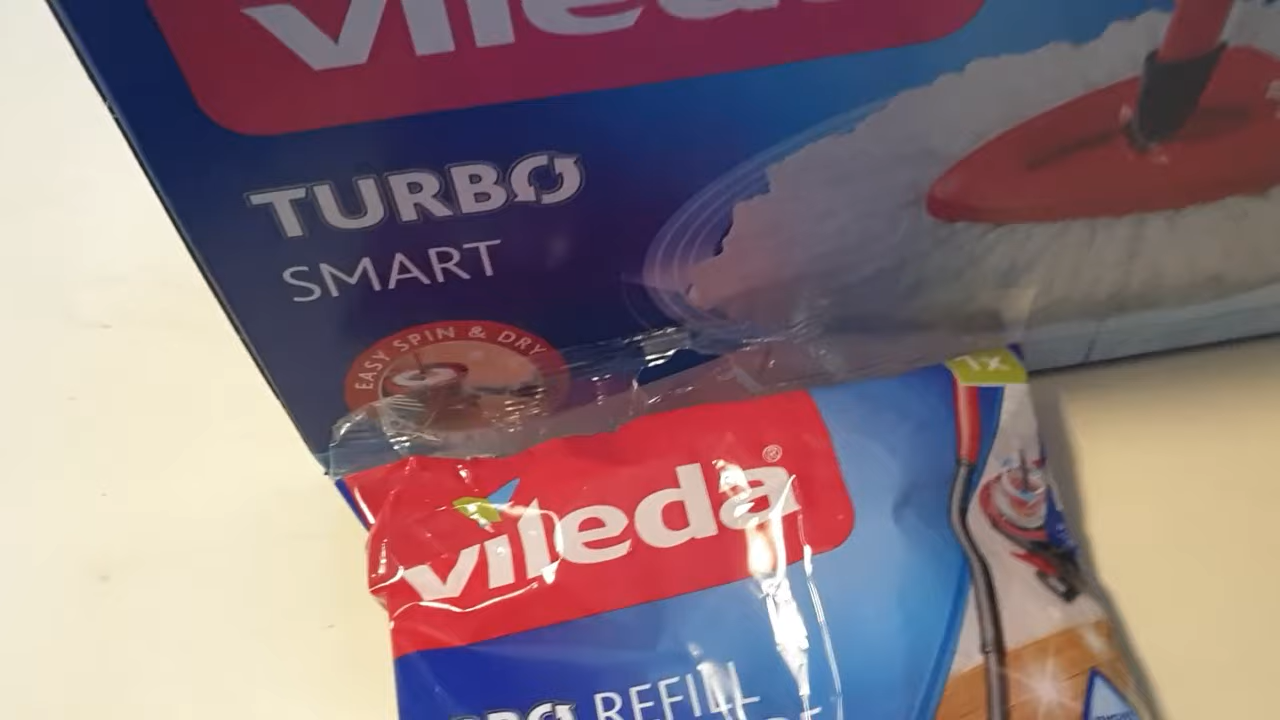 vileda
TURBO
SMART
EASY SPIN & DRY
1x
vileda®
REFILL